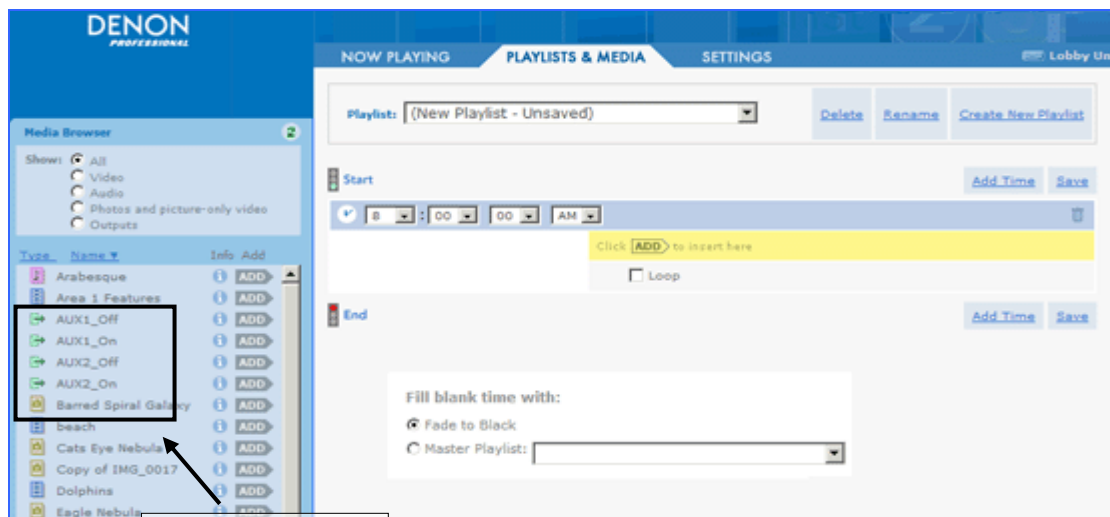 DENON
PROFESSIONAL
NOW PLAYING PLAYLISTS & MEDIA SETTINGS Lobby Un
Playlist: (New Playlist - Unsaved) Delete Rename Create New Playlist
Media Browser
Show: All
Video
Audio
Photos and picture-only video
Outputs
Type Name Info Add
Arabesque ADD
Area 1 Features ADD
AUX1_Off ADD
AUX1_On ADD
AUX2_Off ADD
AUX2_On ADD
Barred Spiral Galaxy ADD
beach ADD
Cats Eye Nebula ADD
Copy of IMG_0017 ADD
Dolphins ADD
Eagle Nebula ADD
Start Add Time Save
8 : 00 00 AM
Click ADD to insert here
Loop
End Add Time Save
Fill blank time with:
Fade to Black
Master Playlist: